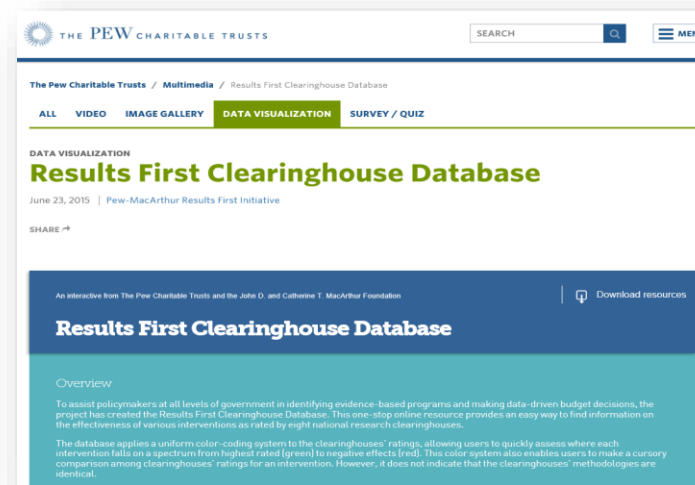 THE PEW CHARITABLE TRUSTS
SEARCH
The Pew Charitable Trusts / Multimedia / Results First Clearinghouse Database
ALL VIDEO IMAGE GALLERY DATA VISUALIZATION SURVEY / QUIZ
DATA VISUALIZATION
Results First Clearinghouse Database
June 23, 2015 | Pew-MacArthur Results First Initiative
SHARE
An interactive from The Pew Charitable Trusts and the John D. and Catherine T. MacArthur Foundation
Download resources
Results First Clearinghouse Database
Overview
To assist policymakers at all levels of government in identifying evidence-based programs and making data-driven budget decisions, the
project has created the Results First Clearinghouse Database. This one-stop online resource provides an easy way to find information on
the effectiveness of various interventions as rated by eight national research clearinghouses.
The database applies a uniform color-coding system to the clearinghouses' ratings, allowing users to quickly assess where each
intervention falls on a spectrum from highest rated (green) to negative effects (red). This color system also enables users to make a cursory
comparison among clearinghouses' ratings for an intervention. However, it does not indicate that the clearinghouses' methodologies are
identical.